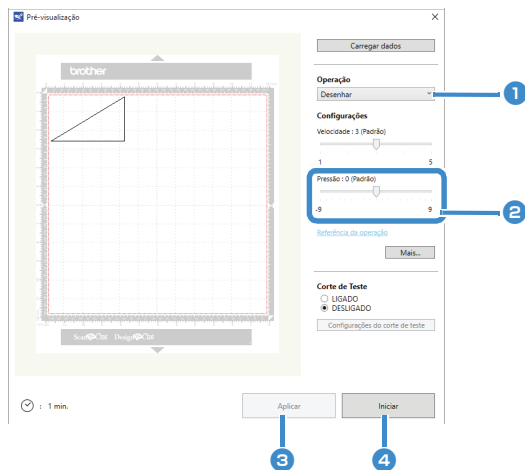 Pré-visualização
Carregar dados
brother
Operação
Desenhar
1
Configurações
Velocidade : 3 (Padrão)
1 5
Pressão : 0 (Padrão)
-9 9
2
Referência da operação
Mais...
Corte de Teste
LIGADO
DESLIGADO
Configurações do corte de teste
ScanNCut DesignNCut
: 1 min.
Aplicar
Iniciar
3
4